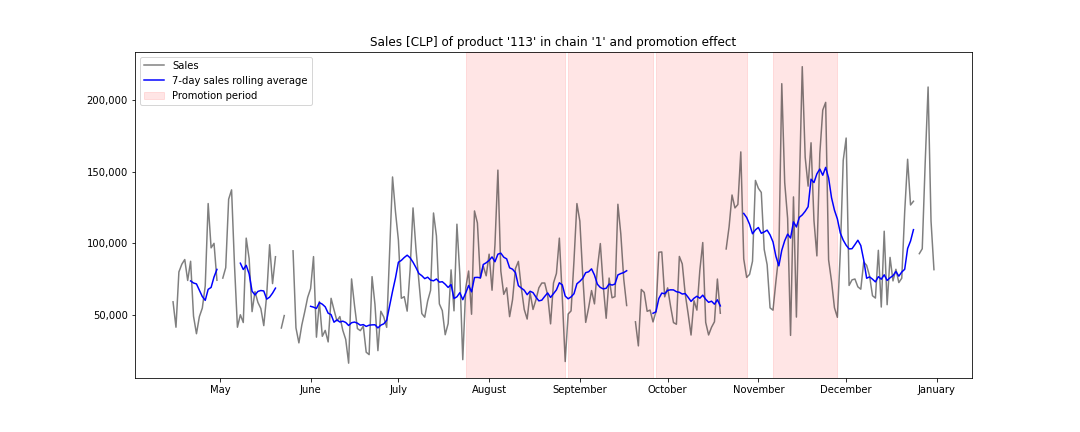 Sales [CLP] of product '113' in chain '1' and promotion effect
Sales
7-day sales rolling average
Promotion period
200,000
150,000
100,000
50,000
May June July August September October November December January